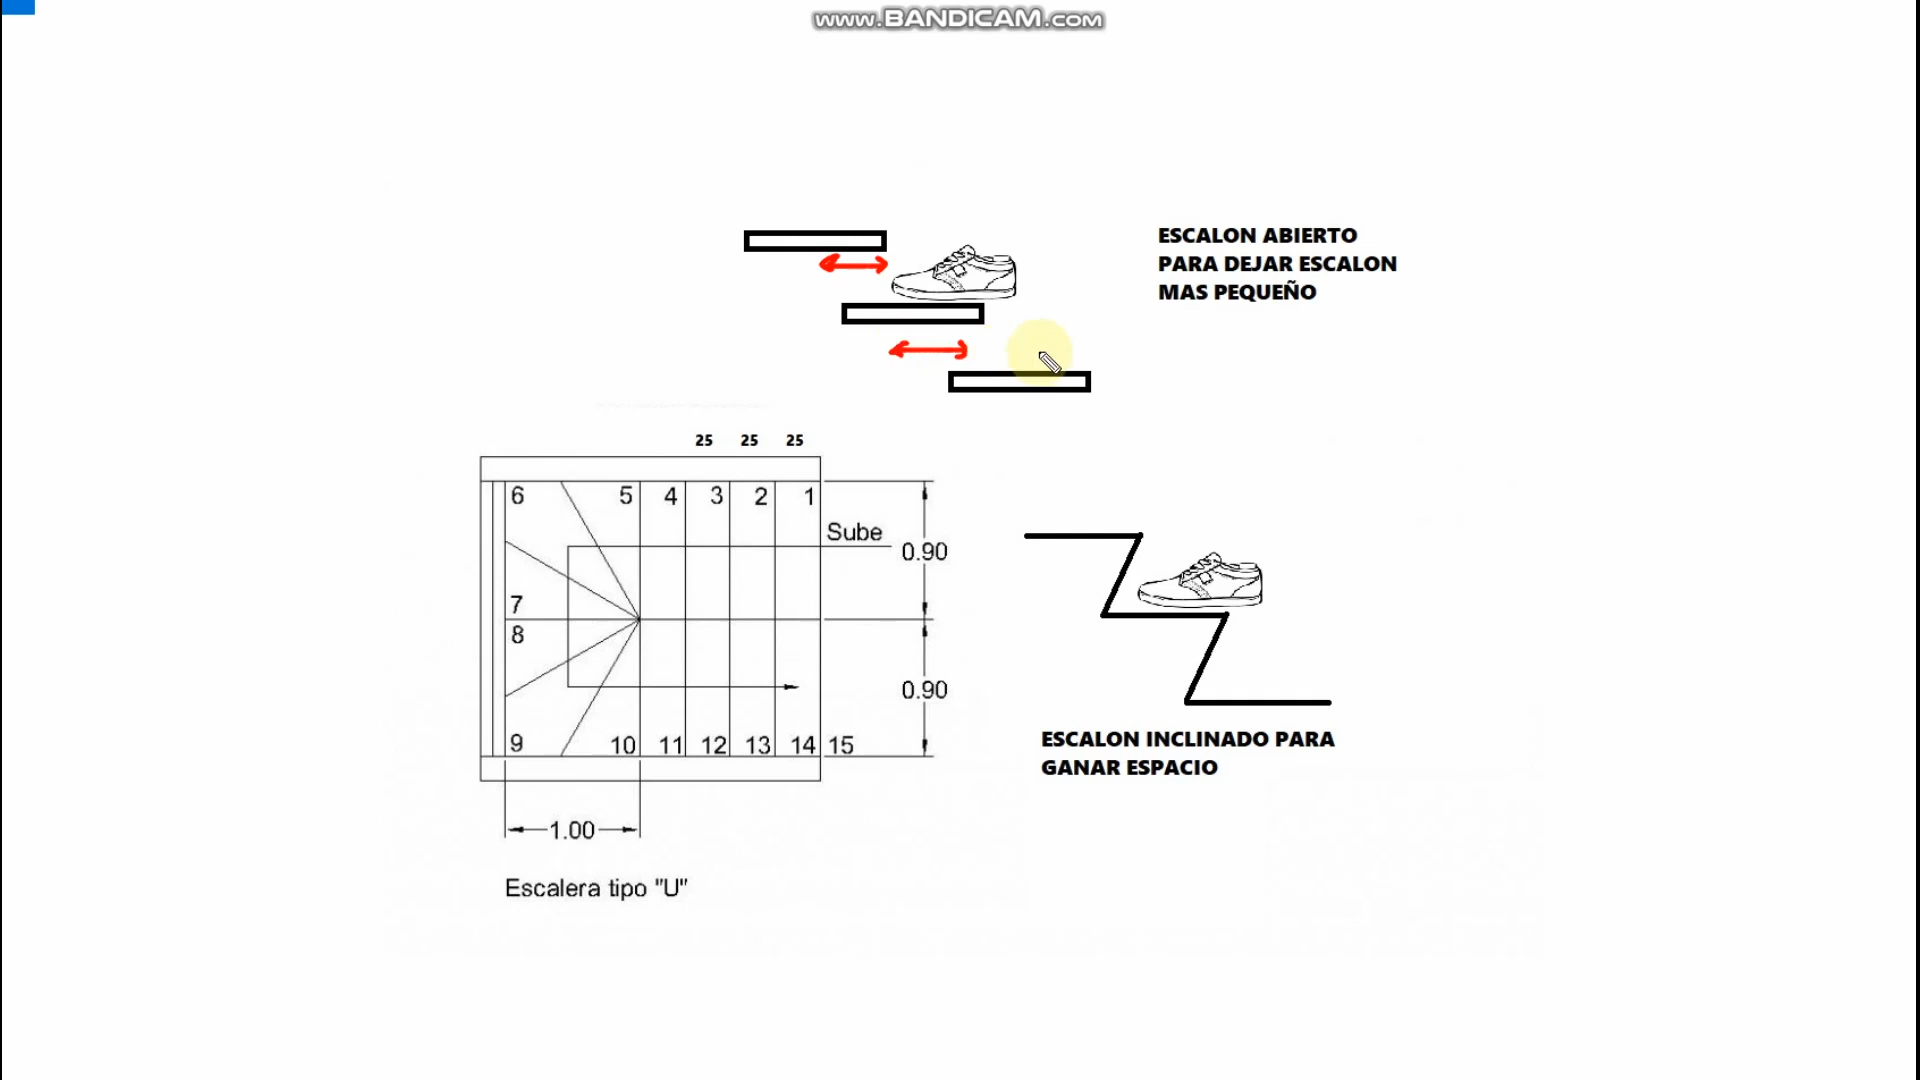 www.BANDICAM.com
ESCALON ABIERTO
PARA DEJAR ESCALON
MAS PEQUEÑO
25 25 25
6 5 4 3 2 1
Sube
0.90
7
8
0.90
9 10 11 12 13 14 15
ESCALON INCLINADO PARA
GANAR ESPACIO
1.00
Escalera tipo "U"